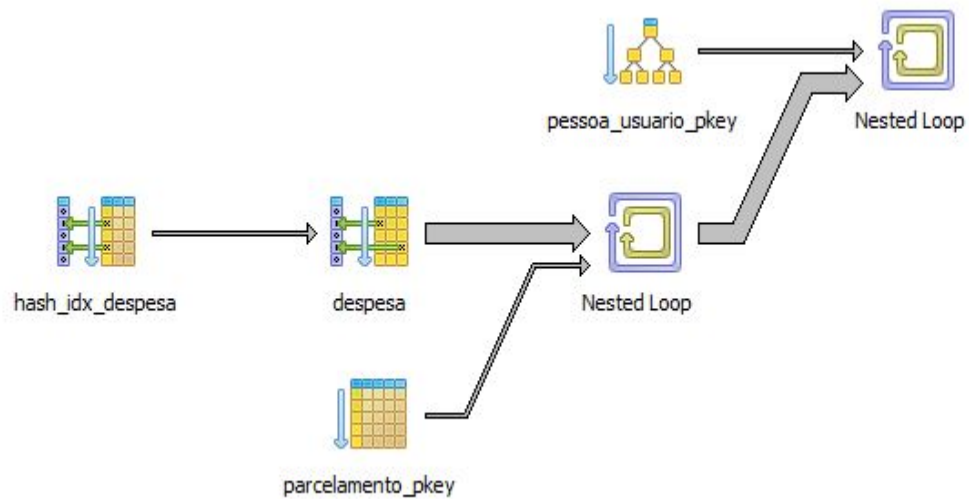 pessoa_usuario_pkey
Nested Loop
hash_idx_despesa
despesa
Nested Loop
parcelamento_pkey